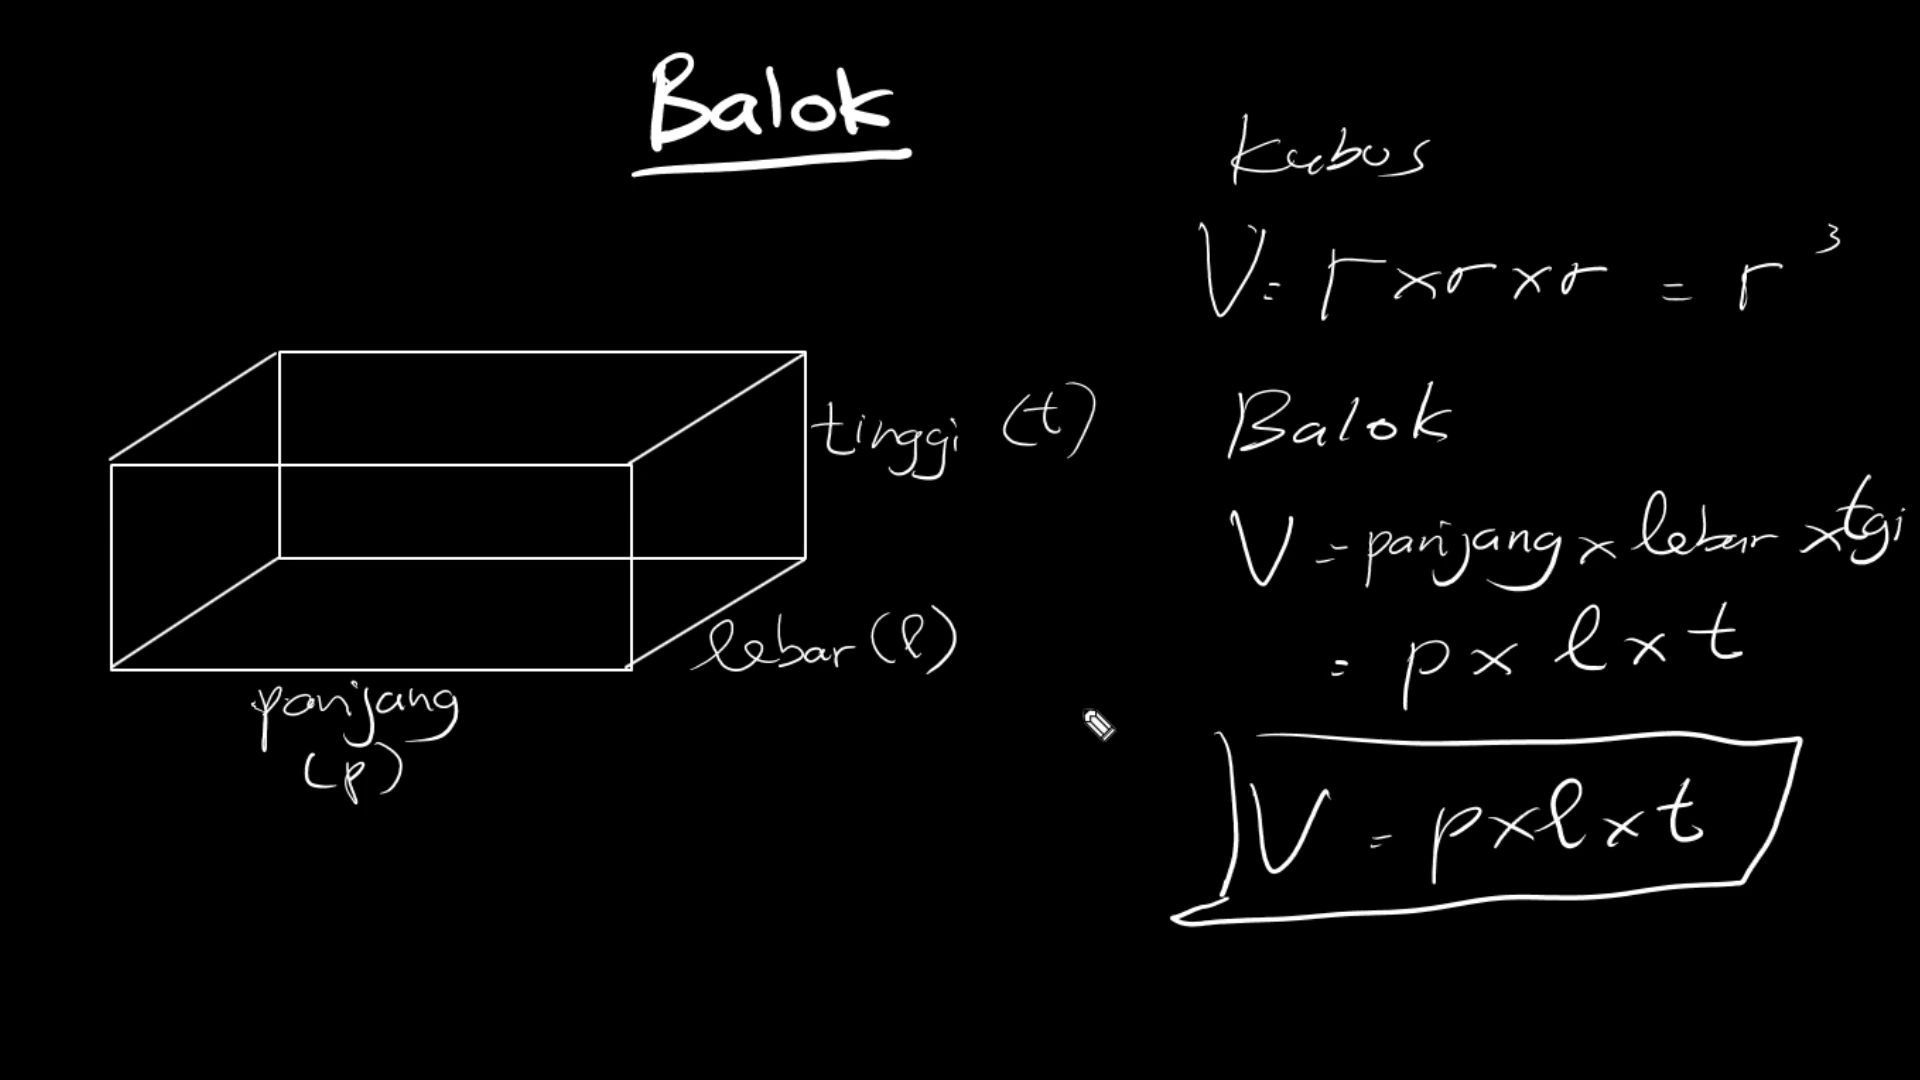 Balok
tinggi (t)
lebar (l)
panjang
(p)
Kubus
V = r x r x r = r³
Balok
V = panjang x lebar x tgi
= p x l x t
V = p x l x t